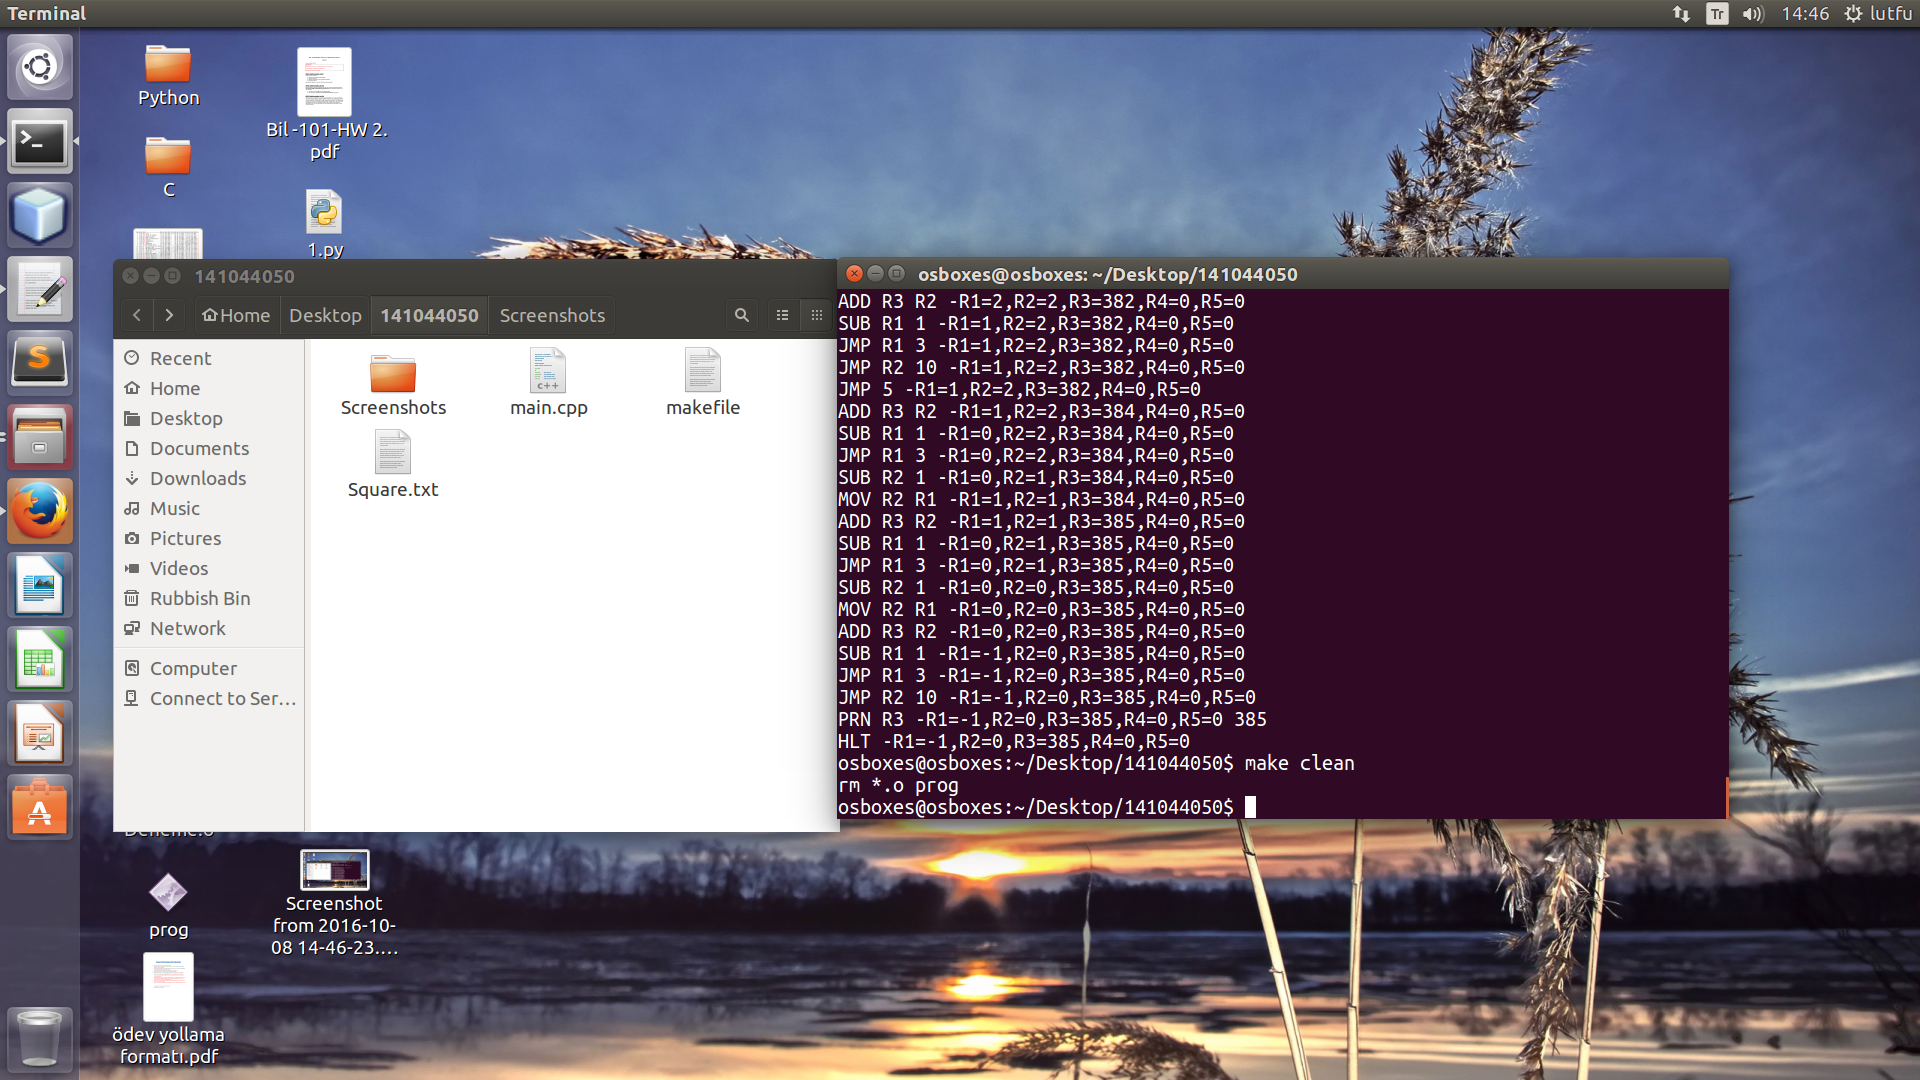 Terminal
Tr
14:46
lutfu
Python
Bil -101-HW 2.
pdf
C
1.py
141044050
Home
Desktop
141044050
Screenshots
Recent
Home
Desktop
Documents
Downloads
Music
Pictures
Videos
Rubbish Bin
Network
Computer
Connect to Ser...
Screenshots
main.cpp
makefile
Square.txt
osboxes@osboxes: ~/Desktop/141044050
ADD R3 R2 -R1=2,R2=2,R3=382,R4=0,R5=0
SUB R1 1 -R1=1,R2=2,R3=382,R4=0,R5=0
JMP R1 3 -R1=1,R2=2,R3=382,R4=0,R5=0
JMP R2 10 -R1=1,R2=2,R3=382,R4=0,R5=0
JMP 5 -R1=1,R2=2,R3=382,R4=0,R5=0
ADD R3 R2 -R1=1,R2=2,R3=384,R4=0,R5=0
SUB R1 1 -R1=0,R2=2,R3=384,R4=0,R5=0
JMP R1 3 -R1=0,R2=2,R3=384,R4=0,R5=0
SUB R2 1 -R1=0,R2=1,R3=384,R4=0,R5=0
MOV R2 R1 -R1=1,R2=1,R3=384,R4=0,R5=0
ADD R3 R2 -R1=1,R2=1,R3=385,R4=0,R5=0
SUB R1 1 -R1=0,R2=1,R3=385,R4=0,R5=0
JMP R1 3 -R1=0,R2=1,R3=385,R4=0,R5=0
SUB R2 1 -R1=0,R2=0,R3=385,R4=0,R5=0
MOV R2 R1 -R1=0,R2=0,R3=385,R4=0,R5=0
ADD R3 R2 -R1=0,R2=0,R3=385,R4=0,R5=0
SUB R1 1 -R1=-1,R2=0,R3=385,R4=0,R5=0
JMP R1 3 -R1=-1,R2=0,R3=385,R4=0,R5=0
JMP R2 10 -R1=-1,R2=0,R3=385,R4=0,R5=0
PRN R3 -R1=-1,R2=0,R3=385,R4=0,R5=0 385
HLT -R1=-1,R2=0,R3=385,R4=0,R5=0
osboxes@osboxes:~/Desktop/141044050$ make clean
rm *.o prog
osboxes@osboxes:~/Desktop/141044050$
prog
Screenshot
from 2016-10-
08 14-46-23....
ödev yollama
formatı.pdf